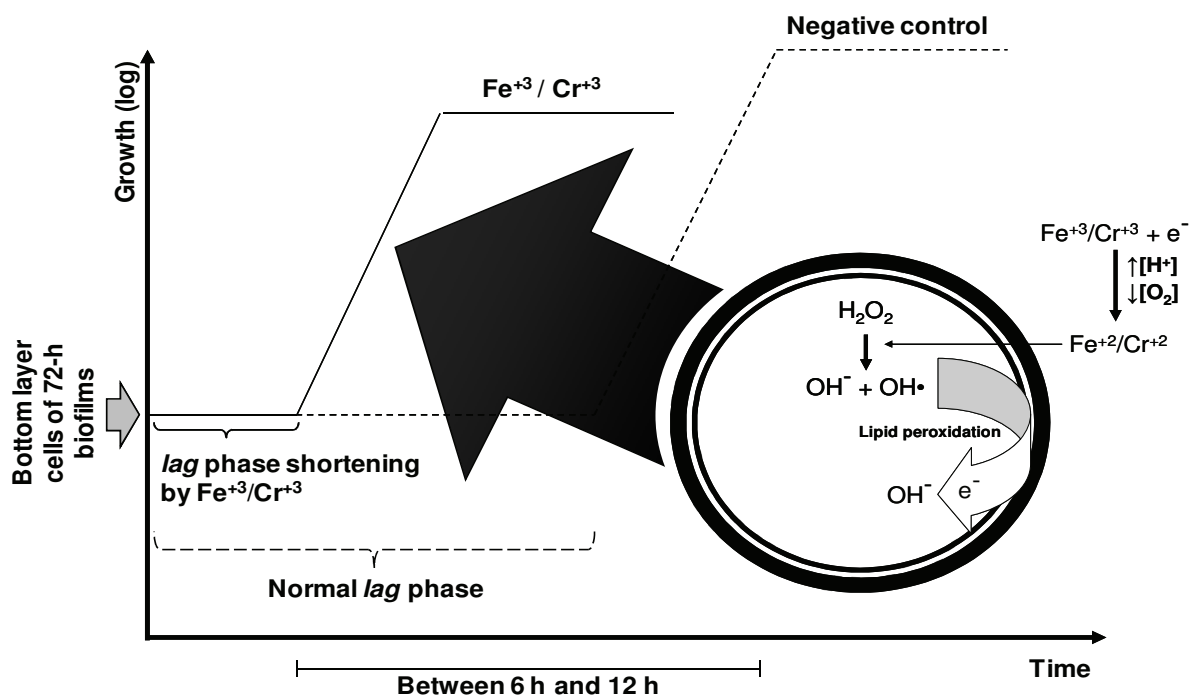 Negative control
Fe⁺³ / Cr⁺³
Growth (log)
Fe⁺³/Cr⁺³ + e⁻
↑[H⁺]
↓[O₂]
Fe⁺²/Cr⁺²
H₂O₂
OH⁻ + OH•
Lipid peroxidation
OH⁻
e⁻
Bottom layer
cells of 72-h
biofilms
lag phase shortening
by Fe⁺³/Cr⁺³
Normal lag phase
Time
Between 6 h and 12 h